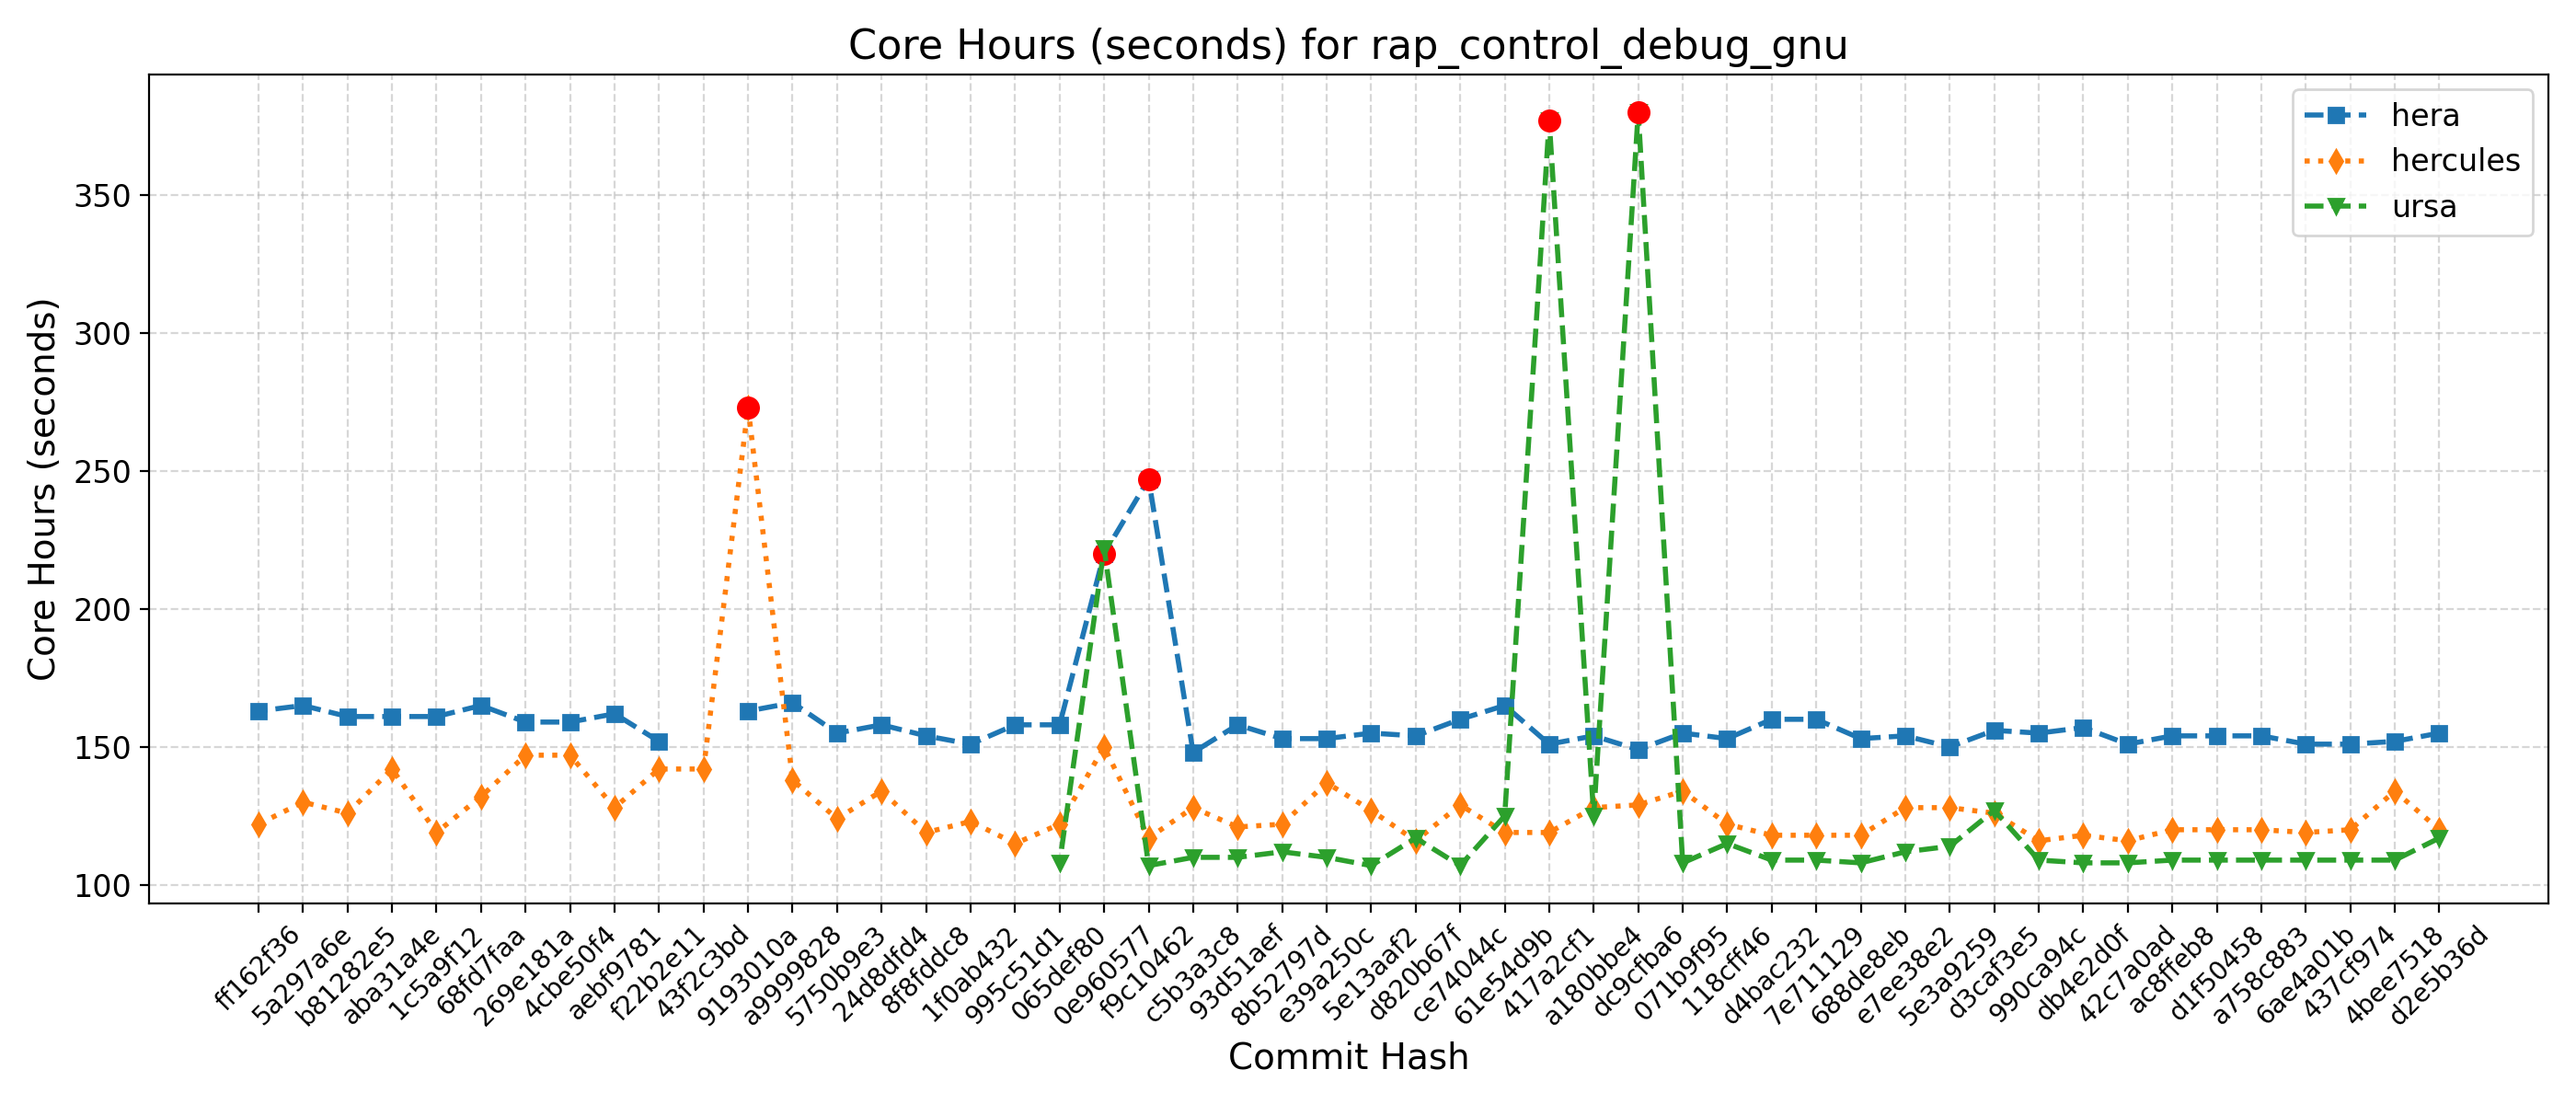 Core Hours (seconds) for rap_control_debug_gnu
hera
hercules
ursa
Core Hours (seconds)
350
300
250
200
150
100
ff162f36
5a297a6e
b81282e5
aba31a4e
1c5a9f12
68fd7faa
269e181a
4cbe50f4
aebf9781
f22b2e11
43f2c3bd
9193010a
a9999828
5750b9e3
24d8dfd4
8f8fddc8
1f0ab432
995c51d1
065def80
0e960577
f9c10462
c5b3a3c8
93d51aef
8b52797d
e39a250c
5e13aaf2
d820b67f
ce74044c
61e54d9b
417a2cf1
a180bbe4
dc9cfba6
071b9f95
118cff46
d4bac232
7e711129
688de8eb
e7ee38e2
5e3a9259
d3caf3e5
990ca94c
db4e2d0f
42c7a0ad
ac8ffeb8
d1f50458
a758c883
6ae4a01b
437cf974
4bee7518
d2e5b36d
Commit Hash